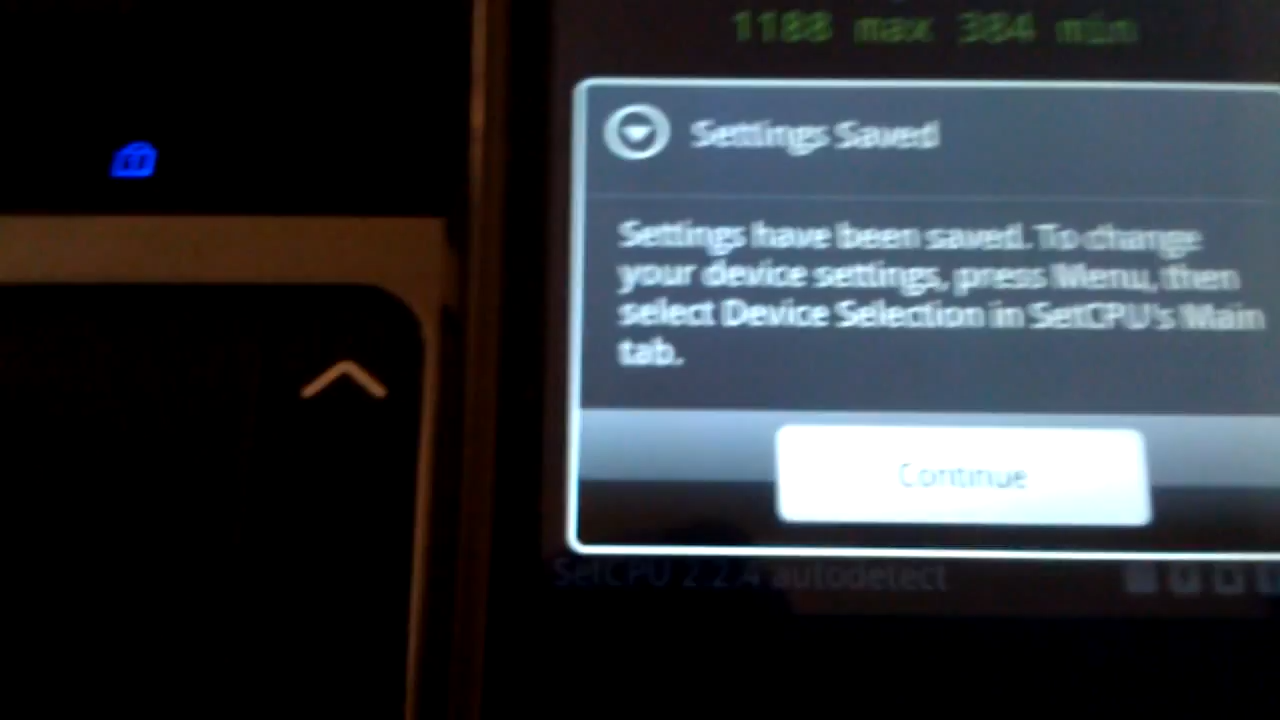 1188 max 384 min
Settings Saved
Settings have been saved. To change
your device settings, press Menu, then
select Device Selection in SetCPU's Main
tab.
Continue
SetCPU 2.2.4 autodetect